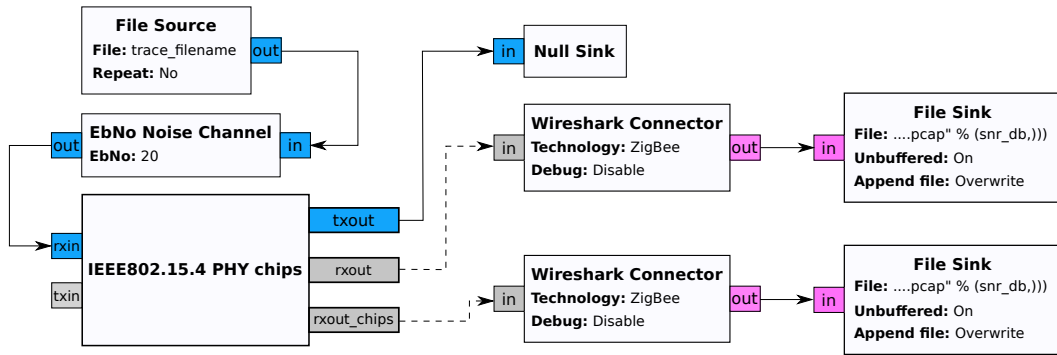 File Source
File: trace_filename
Repeat: No
out
in
Null Sink
EbNo Noise Channel
EbNo: 20
out
in
Wireshark Connector
Technology: ZigBee
Debug: Disable
in
out
File Sink
File: ....pcap" % (snr_db,)))
Unbuffered: On
Append file: Overwrite
in
IEEE802.15.4 PHY chips
rxin
txin
txout
rxout
rxout_chips
Wireshark Connector
Technology: ZigBee
Debug: Disable
in
out
File Sink
File: ....pcap" % (snr_db,)))
Unbuffered: On
Append file: Overwrite
in